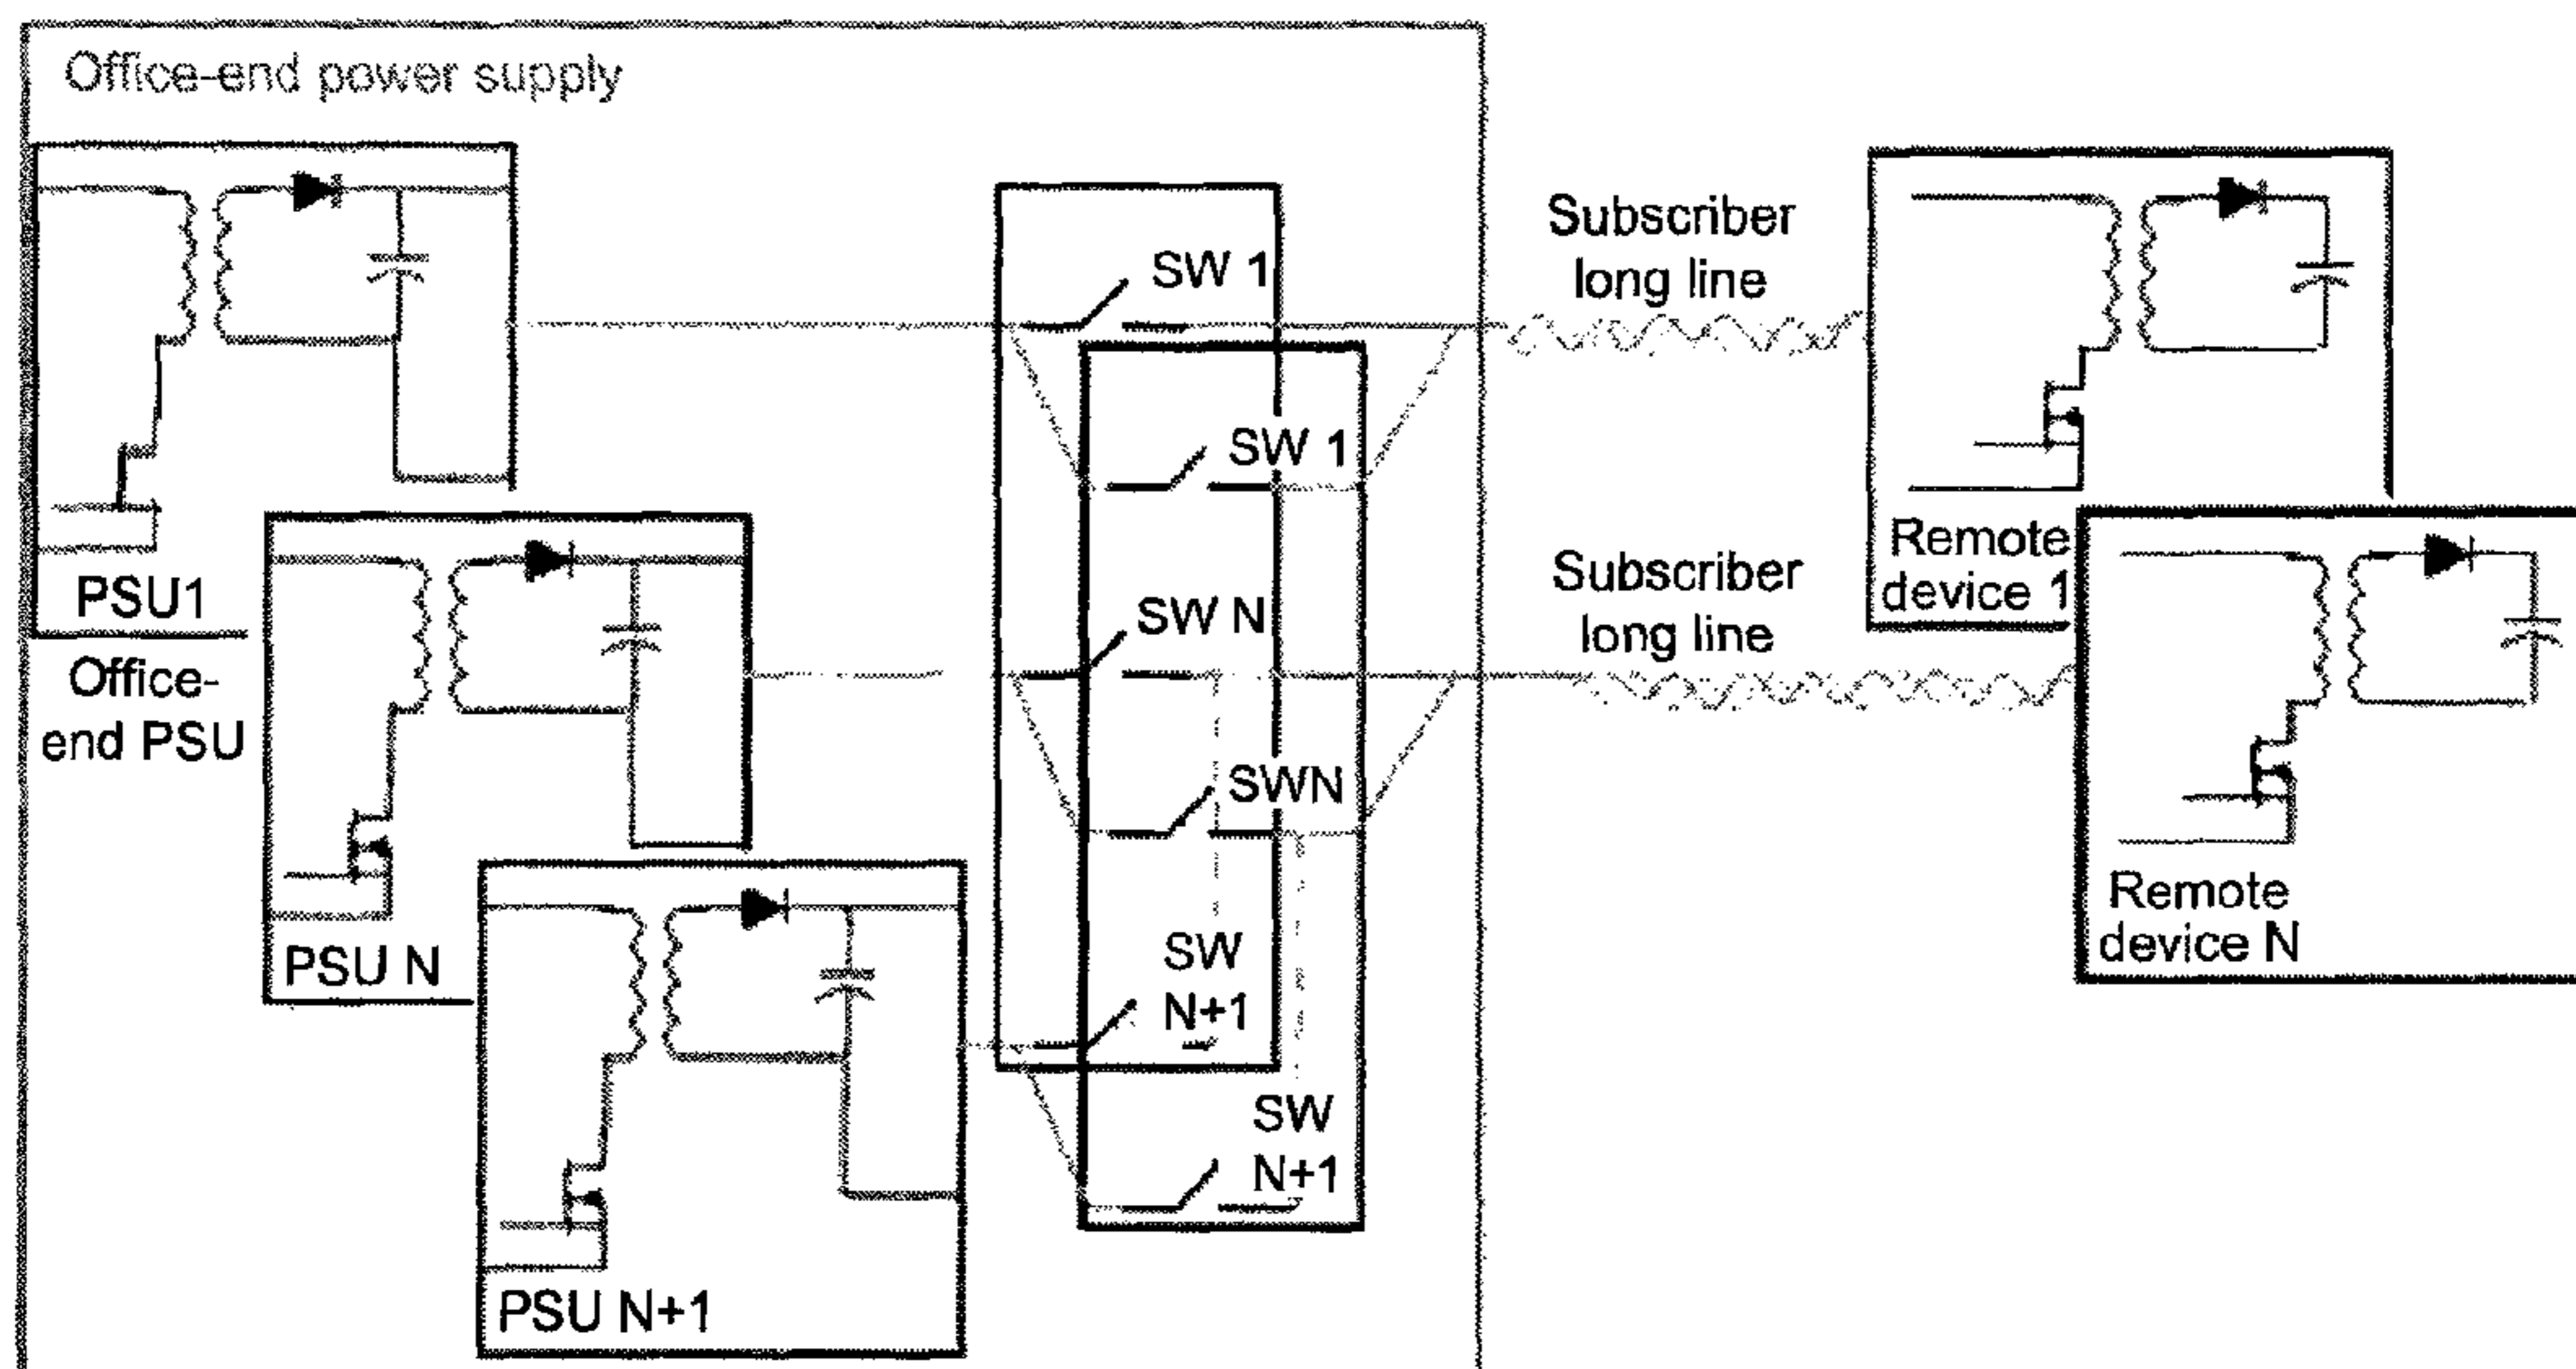 Office-end power supply
PSU1
Office-
end PSU
PSU N
PSU N+1
SW 1
SW 1
SW N
SWN
SW
N+1
SW
N+1
Subscriber
long line
Subscriber
long line
Remote
device 1
Remote
device N